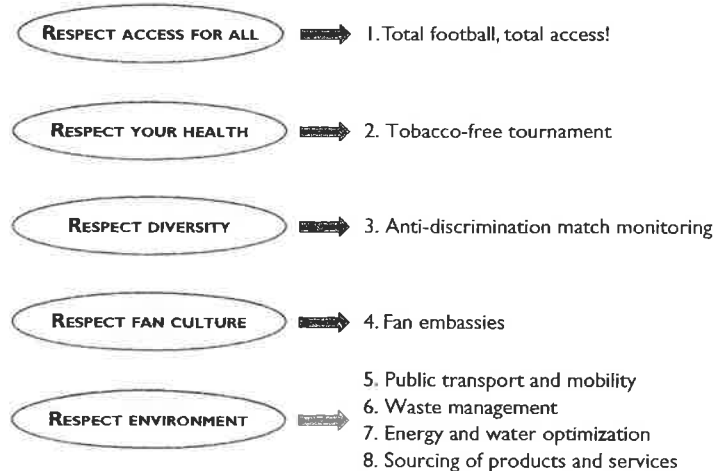 RESPECT ACCESS FOR ALL
1. Total football, total access!
RESPECT YOUR HEALTH
2. Tobacco-free tournament
RESPECT DIVERSITY
3. Anti-discrimination match monitoring
RESPECT FAN CULTURE
4. Fan embassies
RESPECT ENVIRONMENT
5. Public transport and mobility
6. Waste management
7. Energy and water optimization
8. Sourcing of products and services